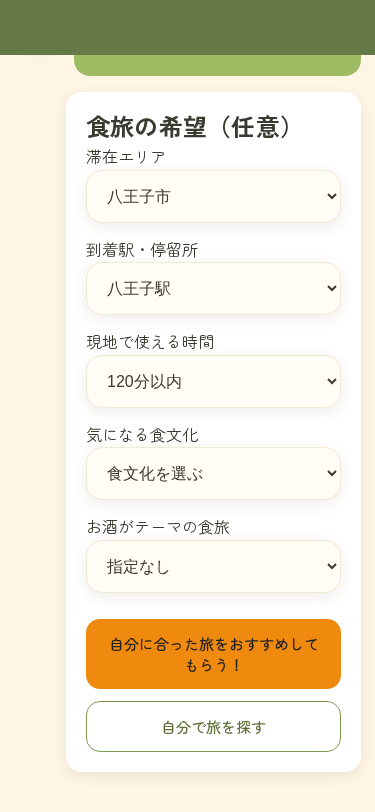 食旅の希望（任意）
滞在エリア
八王子市
到着駅・停留所
八王子駅
現地で使える時間
120分以内
気になる食文化
食文化を選ぶ
お酒がテーマの食旅
指定なし
自分に合った旅をおすすめして
もらう！
自分で旅を探す